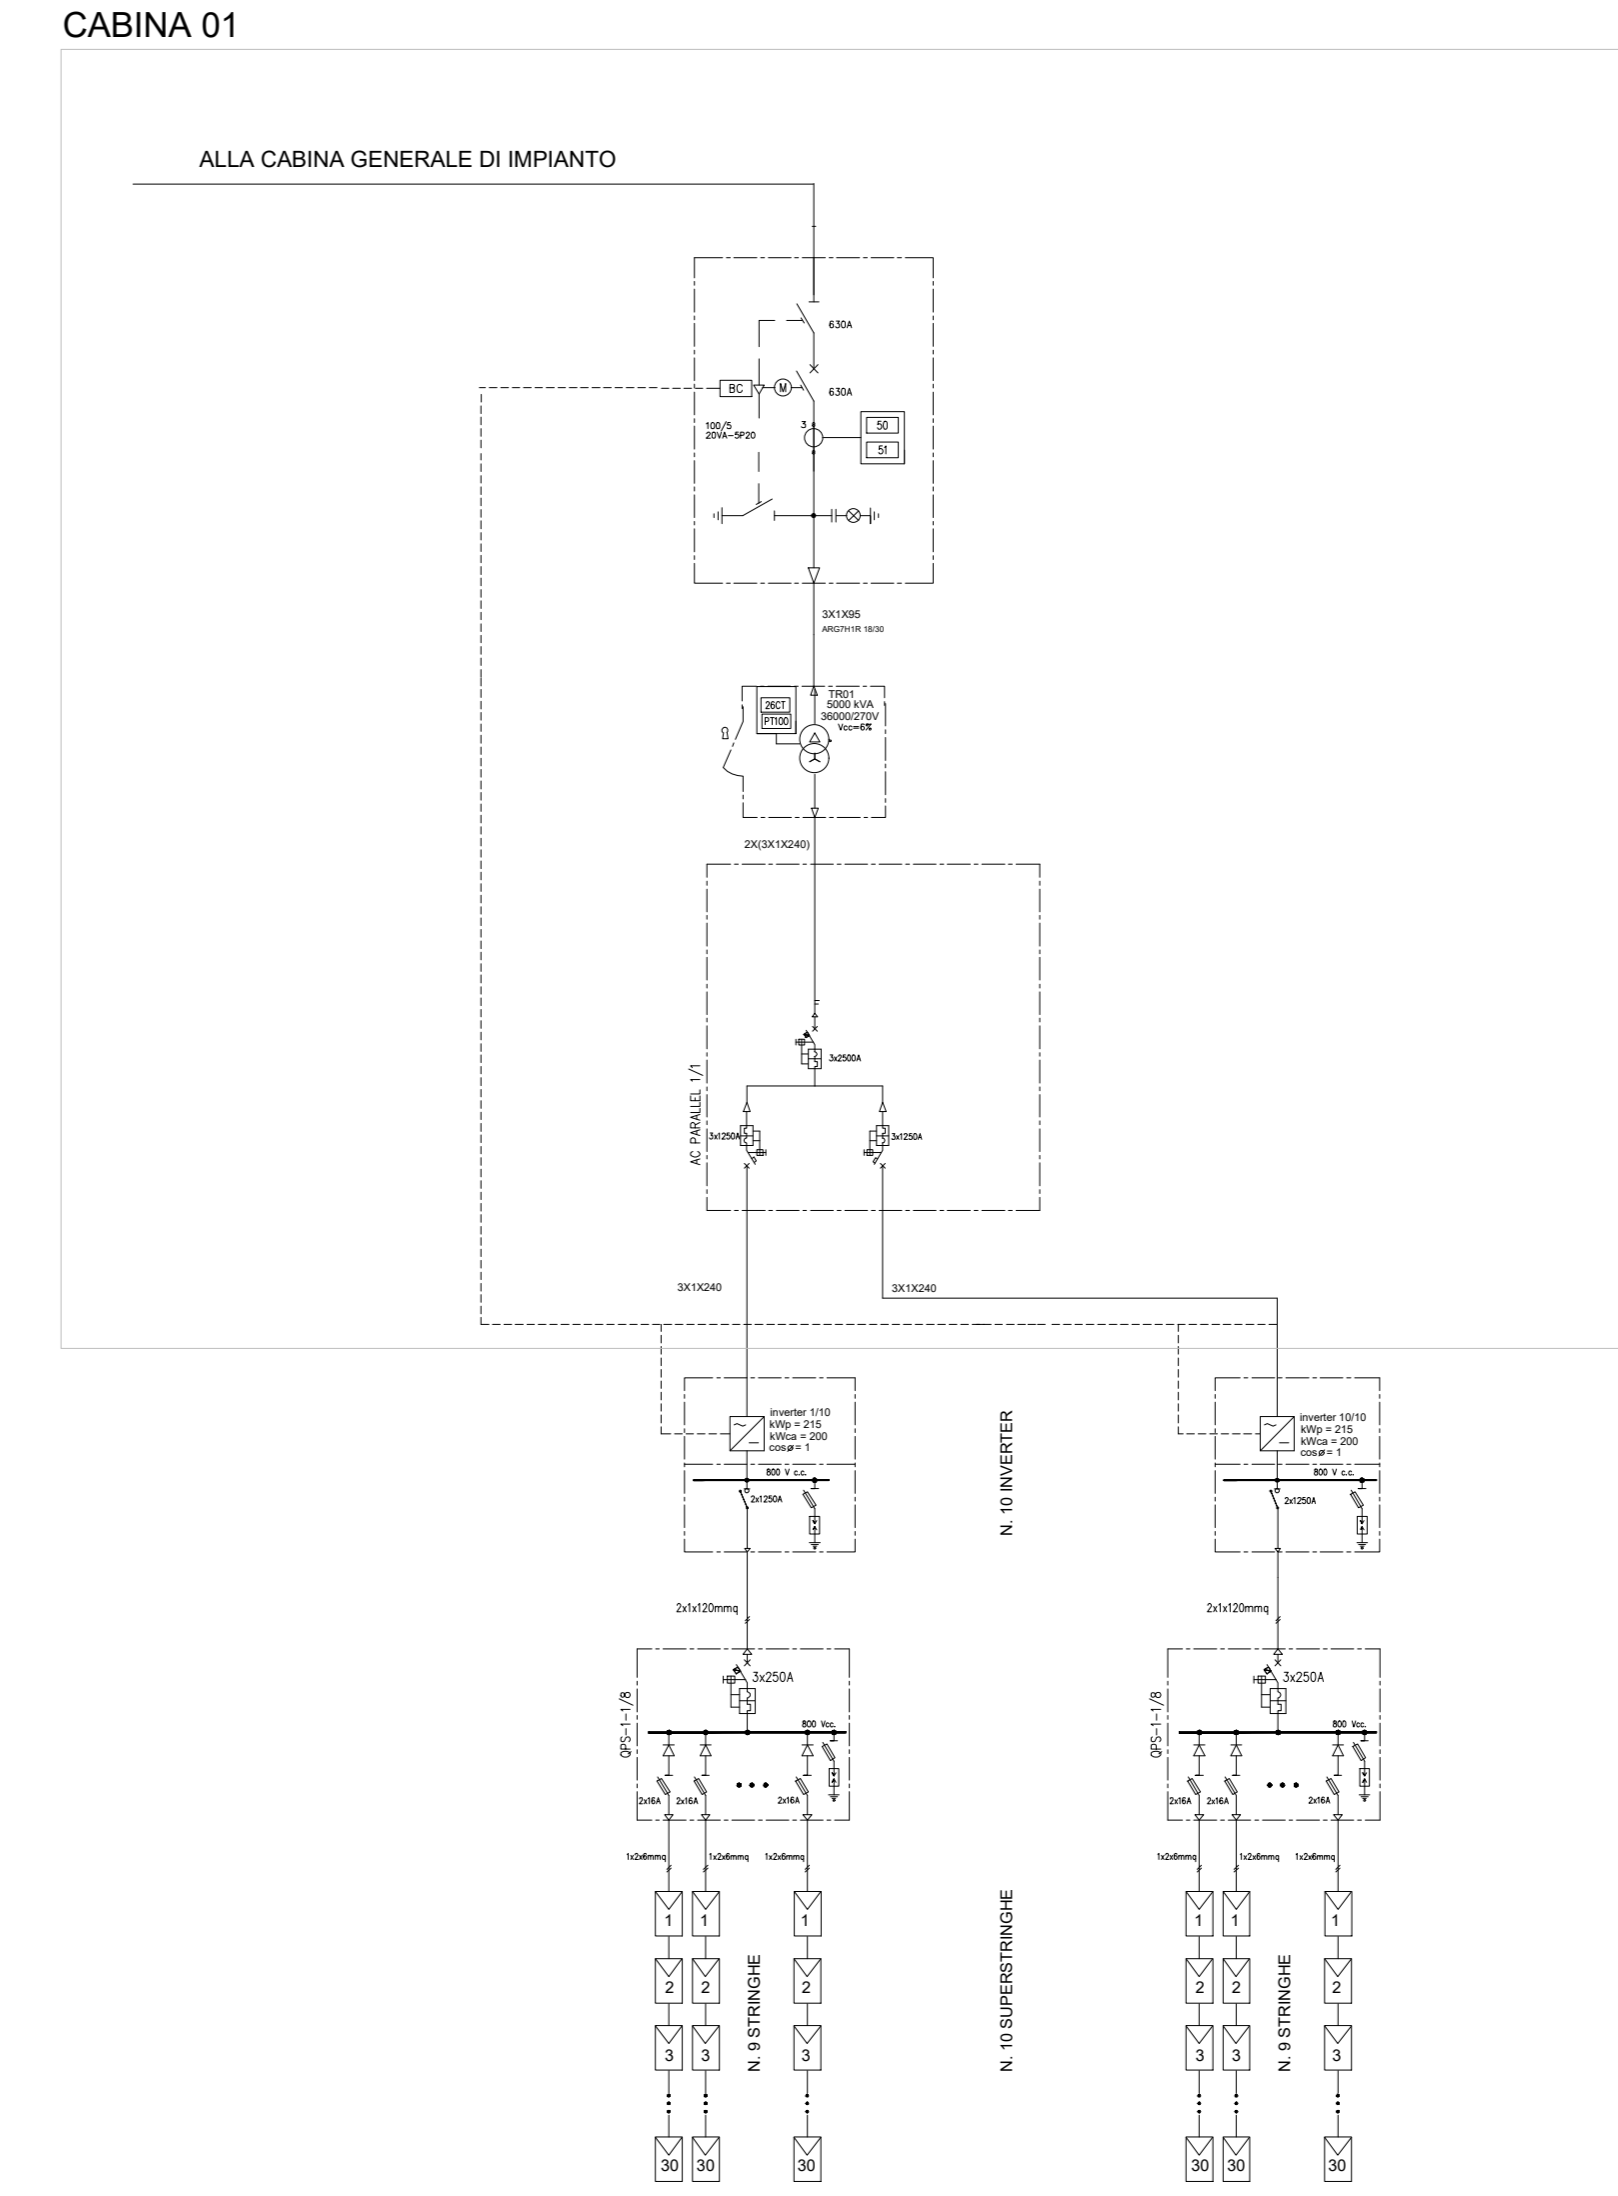 CABINA 01
ALLA CABINA GENERALE DI IMPIANTO
630A
BC
M
630A
100/5
20VA-5P20
3
50
51
3X1X95
ARG7H1R 18/30
26CT
PT100
TR01
5000 kVA
36000/270V
Vcc=6%
2X(3X1X240)
AC PARALLEL 1/1
3x2500A
3x1250A
3x1250A
3X1X240
3X1X240
inverter 1/10
kWp = 215
kWca = 200
cosø= 1
800 V c.c.
2x1250A
N. 10 INVERTER
inverter 10/10
kWp = 215
kWca = 200
cosø= 1
800 V c.c.
2x1250A
2x1x120mmq
2x1x120mmq
QPS-1-1/8
3x250A
800 Vcc.
2x16A 2x16A 2x16A
QPS-1-1/8
3x250A
800 Vcc.
2x16A 2x16A 2x16A
1x2x6mmq 1x2x6mmq 1x2x6mmq
1x2x6mmq 1x2x6mmq 1x2x6mmq
1 1 1 1 1 1
2 2 2 2 2 2
3 3 3 3 3 3
30 30 30 30 30 30
N. 9 STRINGHE
N. 10 SUPERSTRINGHE
N. 9 STRINGHE